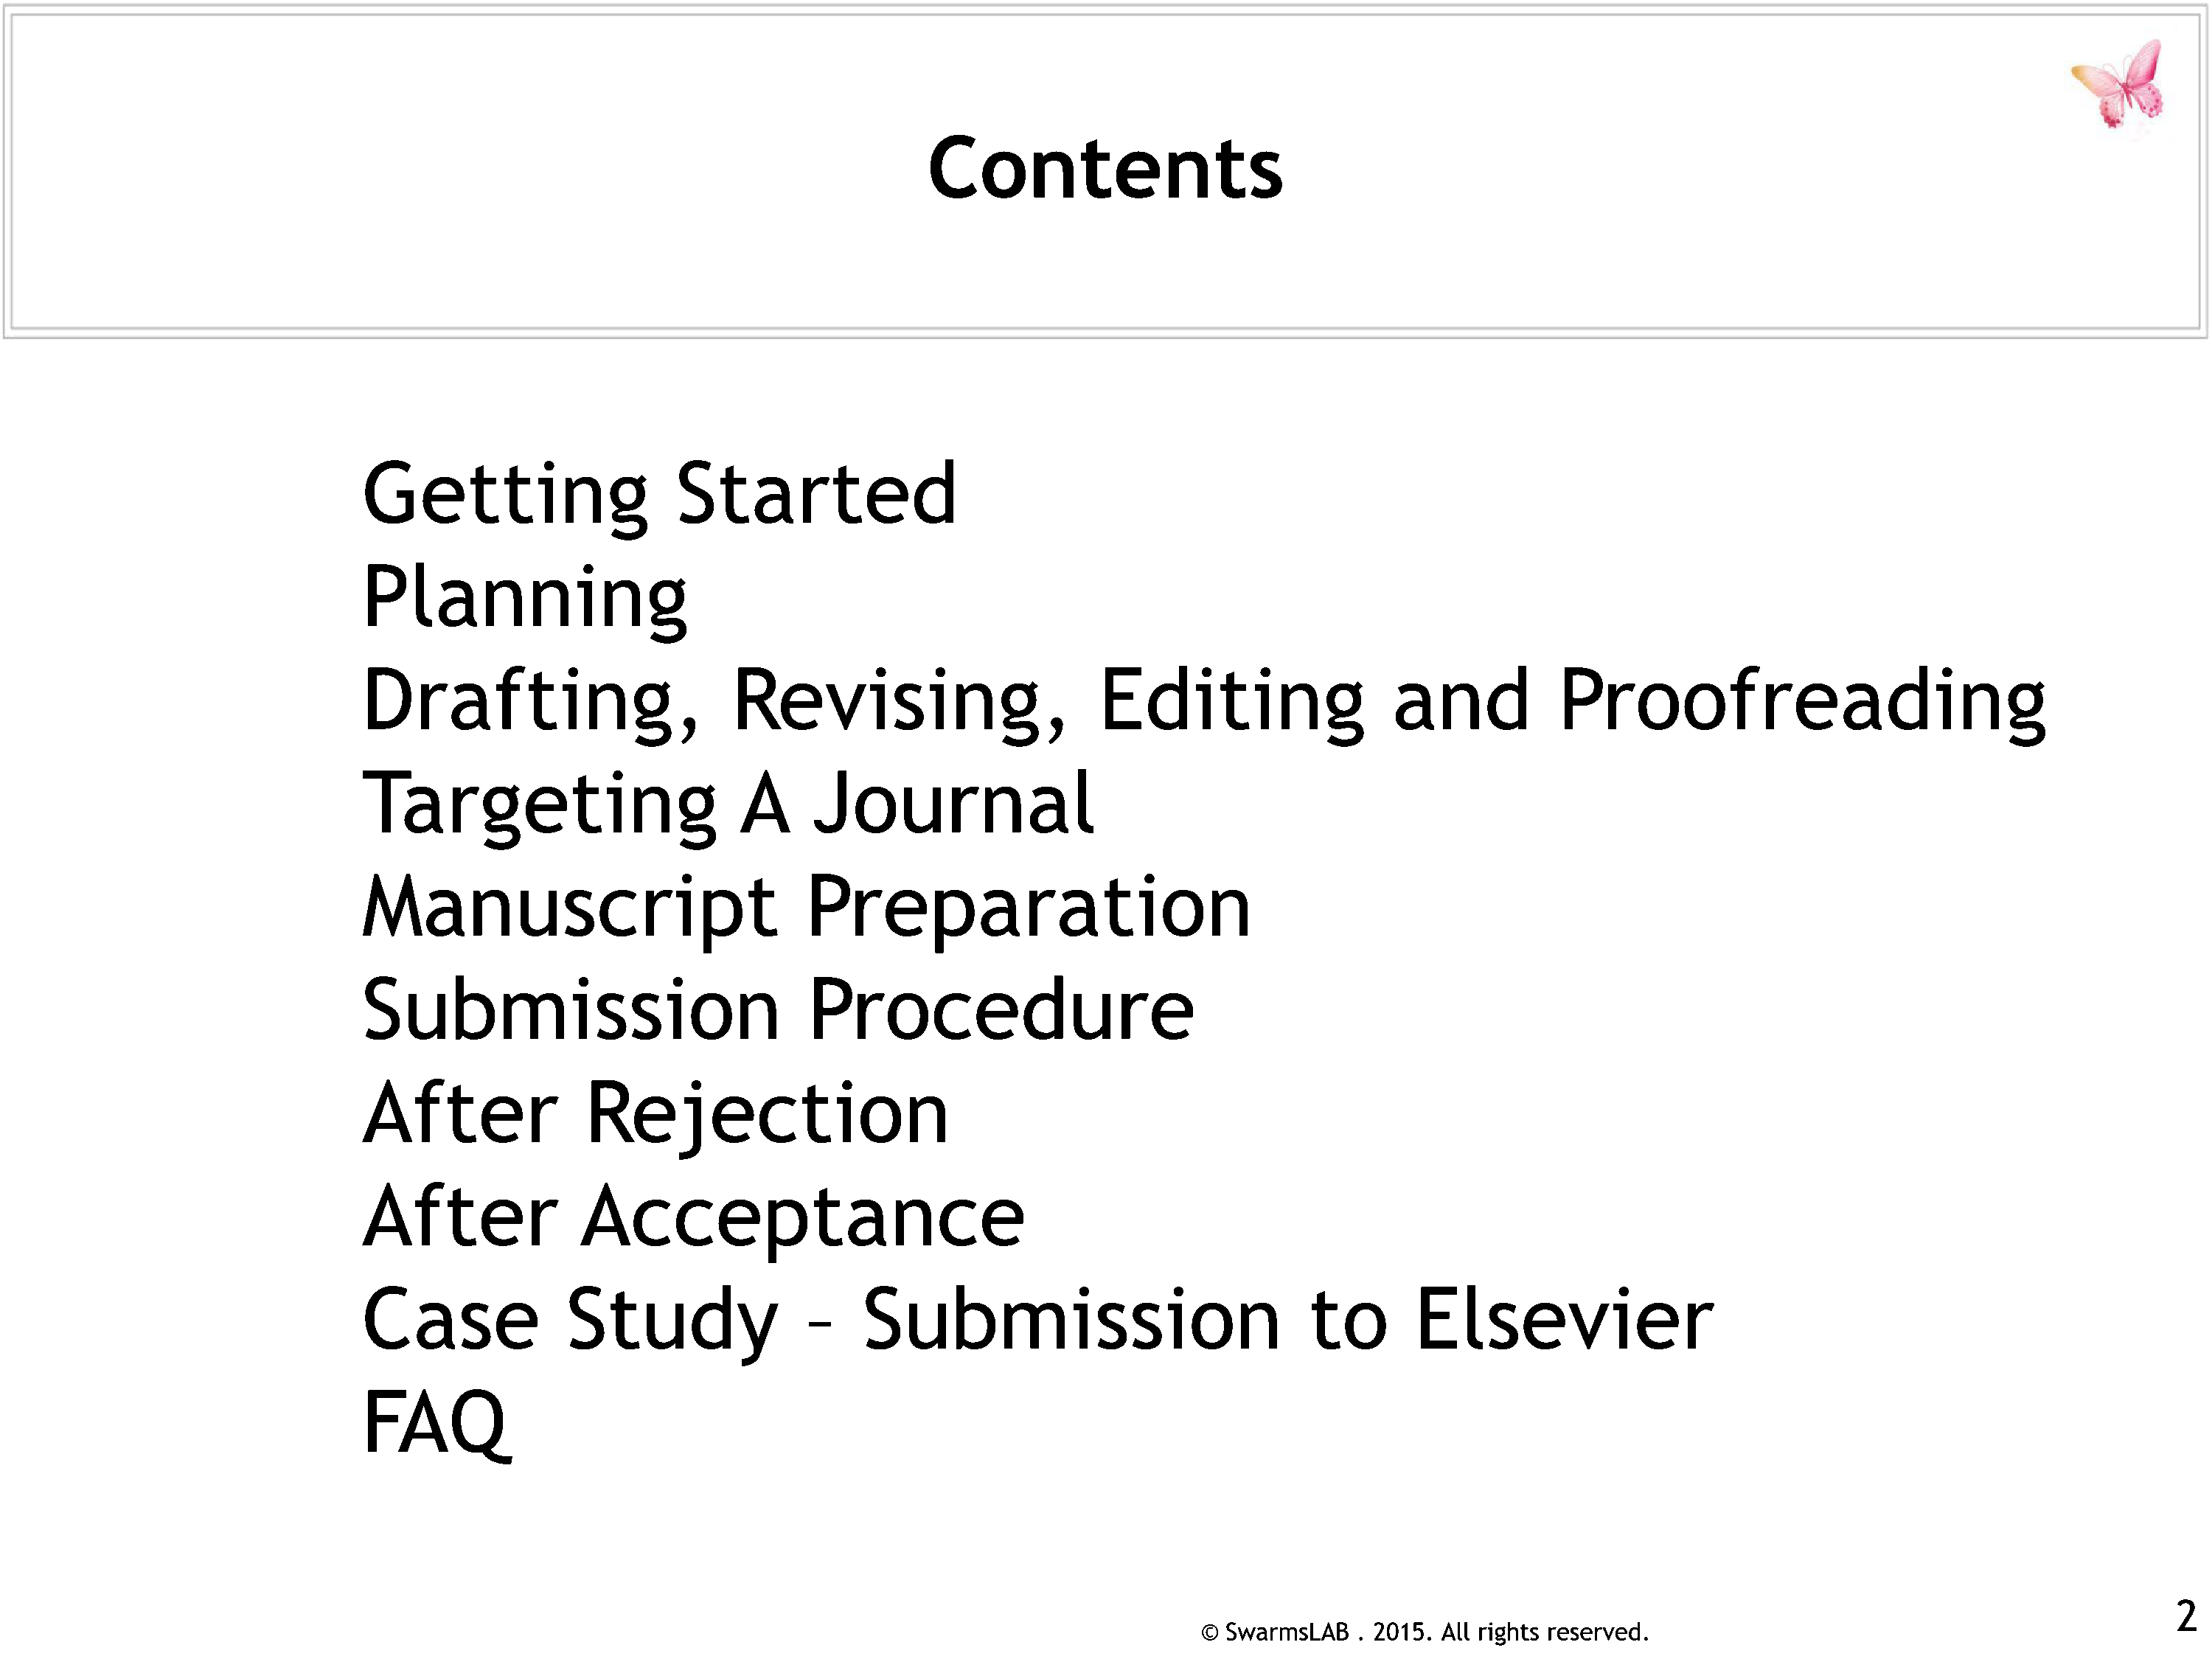 Contents
Getting Started
Planning
Drafting, Revising, Editing and Proofreading
Targeting A Journal
Manuscript Preparation
Submission Procedure
After Rejection
After Acceptance
Case Study – Submission to Elsevier
FAQ
© SwarmsLAB . 2015. All rights reserved.
2